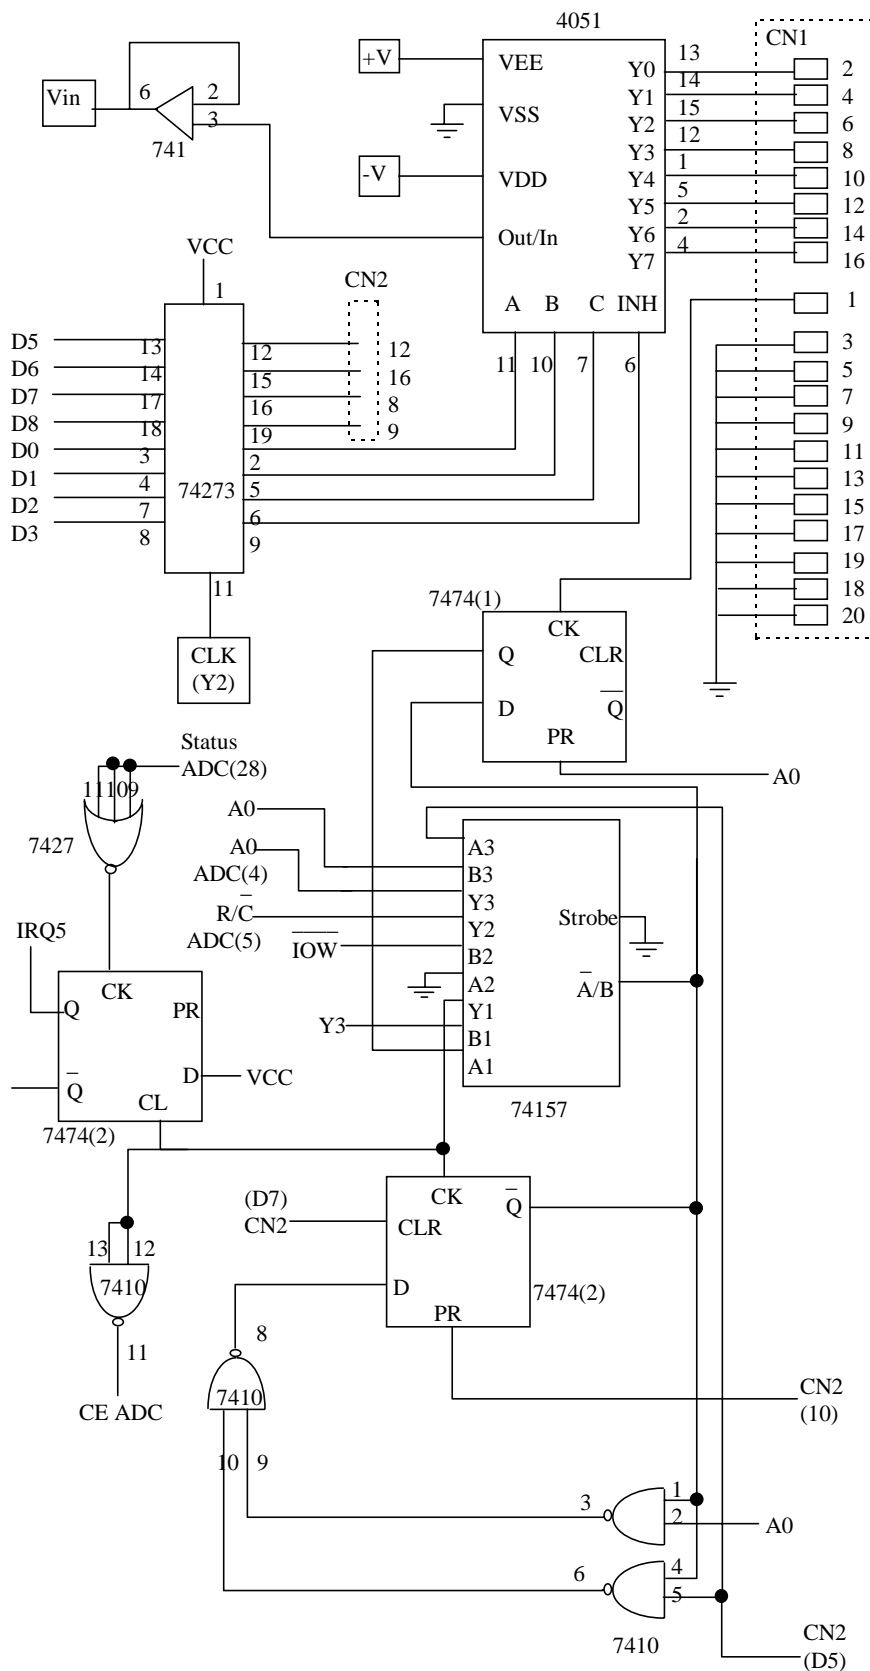 4051
CN1
+V
VEE
13
Y0
2
14
Y1
4
Vin
6
2
3
741
VSS
15
Y2
6
12
Y3
8
-V
VDD
1
Y4
10
5
Y5
12
2
Y6
14
Out/In
4
Y7
16
VCC
CN2
1
A
B
C
INH
1
11
10
7
6
D5
13
12
12
D6
14
15
16
D7
17
16
8
D8
18
19
9
D0
3
2
D1
4
5
D2
7
6
D3
8
9
74273
11
CLK
(Y2)
3
5
7
9
11
13
15
17
19
18
20
7474(1)
CK
Q
CLR
D
Q
PR
A0
Status
ADC(28)
11109
7427
A0
A0
ADC(4)
R/C
ADC(5)
IOW
Y3
A3
B3
Y3
Y2
B2
A2
Y1
B1
A1
Strobe
A/B
74157
IRQ5
CK
PR
Q
Q
D
VCC
CL
7474(2)
(D7)
CN2
CK
Q
CLR
D
PR
7474(2)
13
12
7410
11
CE ADC
8
7410
10
9
CN2
(10)
3
1
2
A0
6
4
5
7410
CN2
(D5)